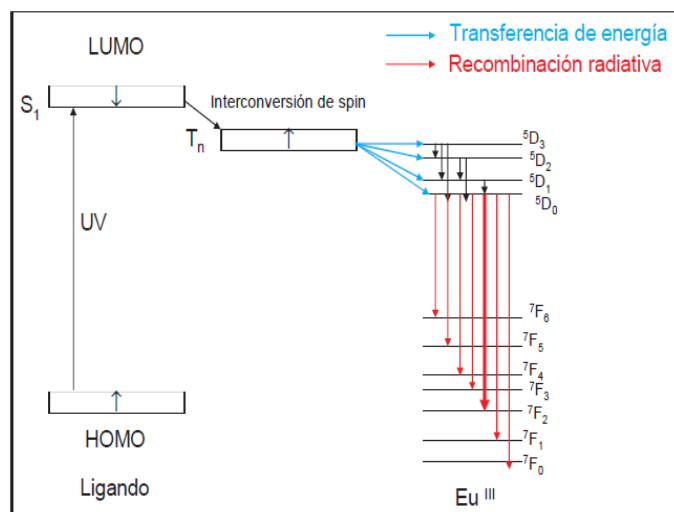 Transferencia de energía
Recombinación radiativa
LUMO
S1
Interconversión de spin
Tn
UV
HOMO
Ligando
5D3
5D2
5D1
5D0
7F6
7F5
7F4
7F3
7F2
7F1
7F0
Eu III